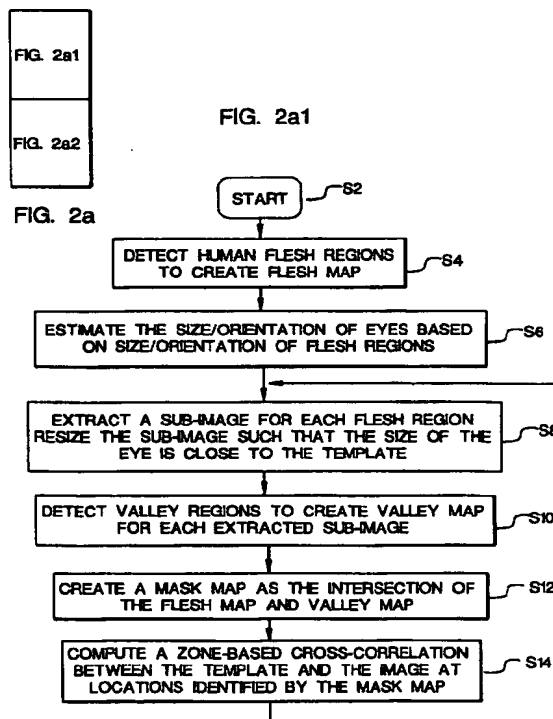 FIG. 2a1
FIG. 2a2
FIG. 2a
FIG. 2a1
START
S2
DETECT HUMAN FLESH REGIONS
TO CREATE FLESH MAP
S4
ESTIMATE THE SIZE/ORIENTATION OF EYES BASED
ON SIZE/ORIENTATION OF FLESH REGIONS
S6
EXTRACT A SUB-IMAGE FOR EACH FLESH REGION
RESIZE THE SUB-IMAGE SUCH THAT THE SIZE OF THE
EYE IS CLOSE TO THE TEMPLATE
S8
DETECT VALLEY REGIONS TO CREATE VALLEY MAP
FOR EACH EXTRACTED SUB-IMAGE
S10
CREATE A MASK MAP AS THE INTERSECTION OF
THE FLESH MAP AND VALLEY MAP
S12
COMPUTE A ZONE-BASED CROSS-CORRELATION
BETWEEN THE TEMPLATE AND THE IMAGE AT
LOCATIONS IDENTIFIED BY THE MASK MAP
S14